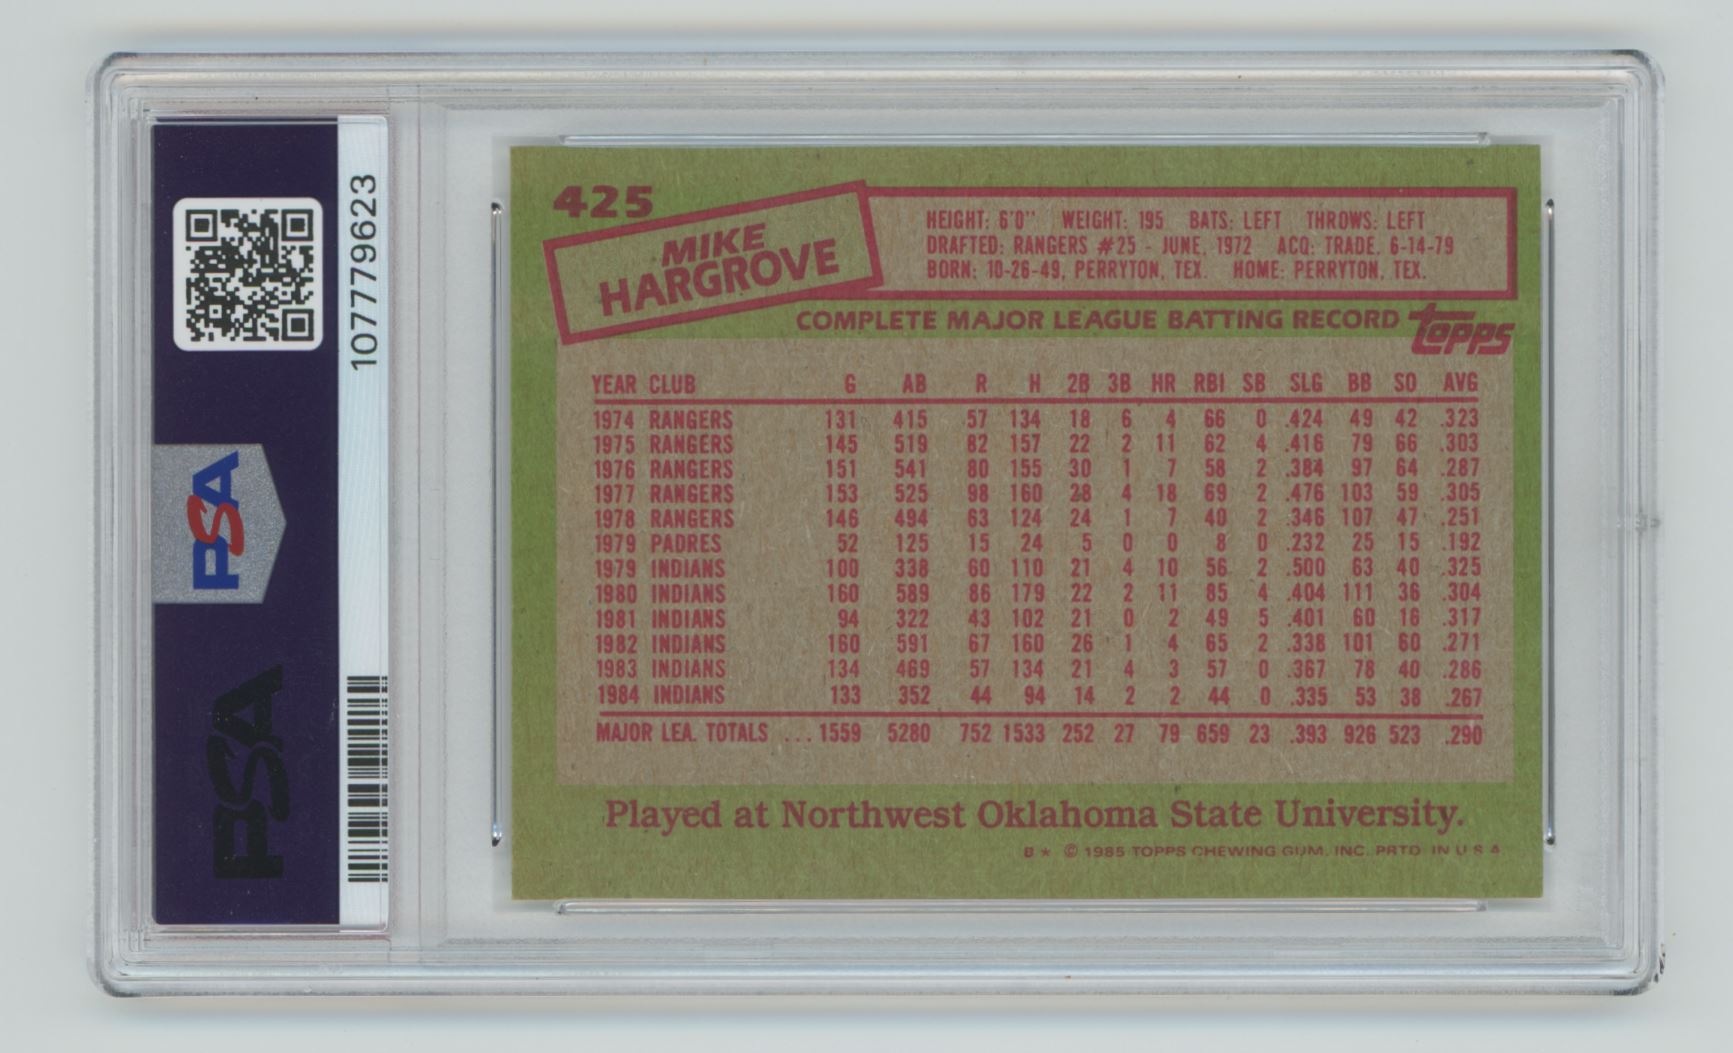 107779623
PSA
PSA
425
MIKE
HARGROVE
HEIGHT: 6'0'' WEIGHT: 195 BATS: LEFT THROWS: LEFT
DRAFTED: RANGERS #25 - JUNE, 1972 ACQ: TRADE, 6-14-79
BORN: 10-26-49, PERRYTON, TEX. HOME: PERRYTON, TEX.
COMPLETE MAJOR LEAGUE BATTING RECORD topps
YEAR CLUB G AB R H 2B 3B HR RBI SB SLG BB SO AVG
1974 RANGERS 131 415 57 134 18 6 4 66 0 .424 49 42 .323
1975 RANGERS 145 519 82 157 22 2 11 62 4 .416 79 66 .303
1976 RANGERS 151 541 80 155 30 1 7 58 2 .384 97 64 .287
1977 RANGERS 153 525 98 160 28 4 18 69 2 .476 103 59 .305
1978 RANGERS 146 494 63 124 24 1 7 40 2 .346 107 47 .251
1979 PADRES 52 125 15 24 5 0 0 8 0 .232 25 15 .192
1979 INDIANS 100 338 60 110 21 4 10 56 2 .500 63 40 .325
1980 INDIANS 160 589 86 179 22 2 11 85 4 .404 111 36 .304
1981 INDIANS 94 322 43 102 21 0 2 49 5 .401 60 16 .317
1982 INDIANS 160 591 67 160 26 1 4 65 2 .338 101 60 .271
1983 INDIANS 134 469 57 134 21 4 3 57 0 .367 78 40 .286
1984 INDIANS 133 352 44 94 14 2 2 44 0 .335 53 38 .267
MAJOR LEA. TOTALS ... 1559 5280 752 1533 252 27 79 659 23 .393 926 523 .290
Played at Northwest Oklahoma State University.
B★ © 1985 TOPPS CHEWING GUM, INC. PRTD. IN U.S.A.